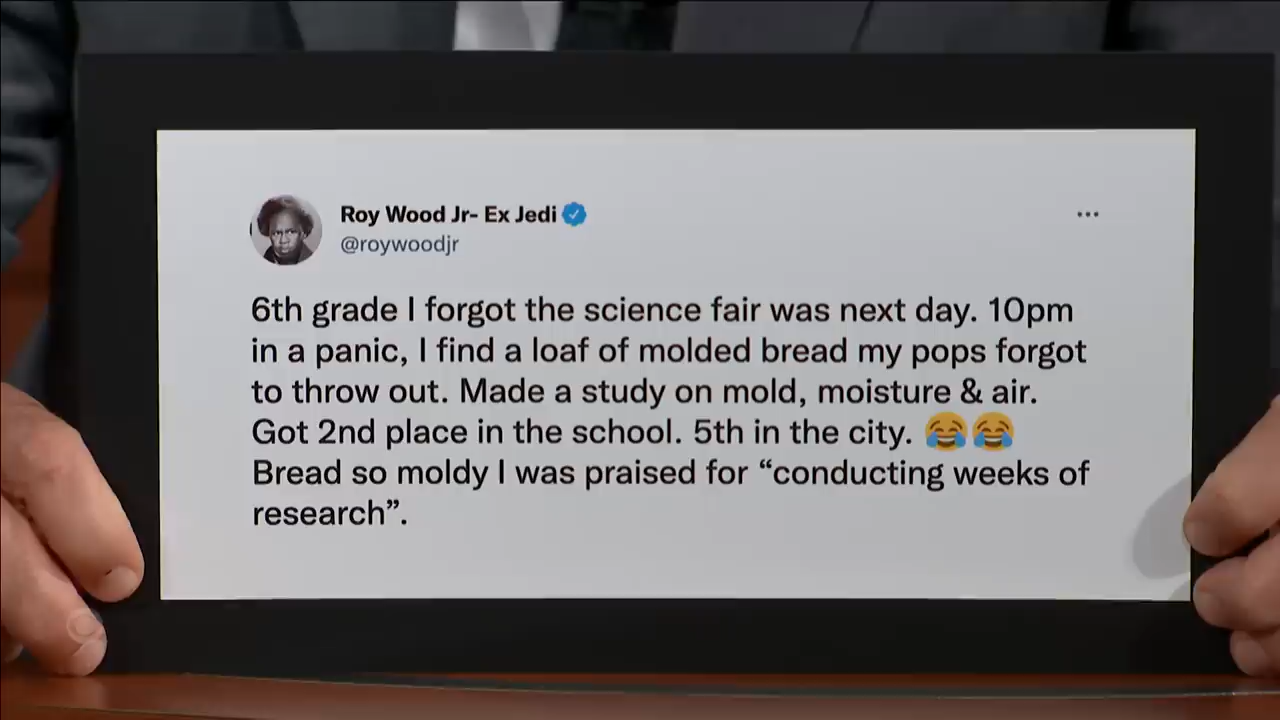 Roy Wood Jr- Ex Jedi
@roywoodjr
6th grade I forgot the science fair was next day. 10pm
in a panic, I find a loaf of molded bread my pops forgot
to throw out. Made a study on mold, moisture & air.
Got 2nd place in the school. 5th in the city. 😂😂
Bread so moldy I was praised for “conducting weeks of
research”.